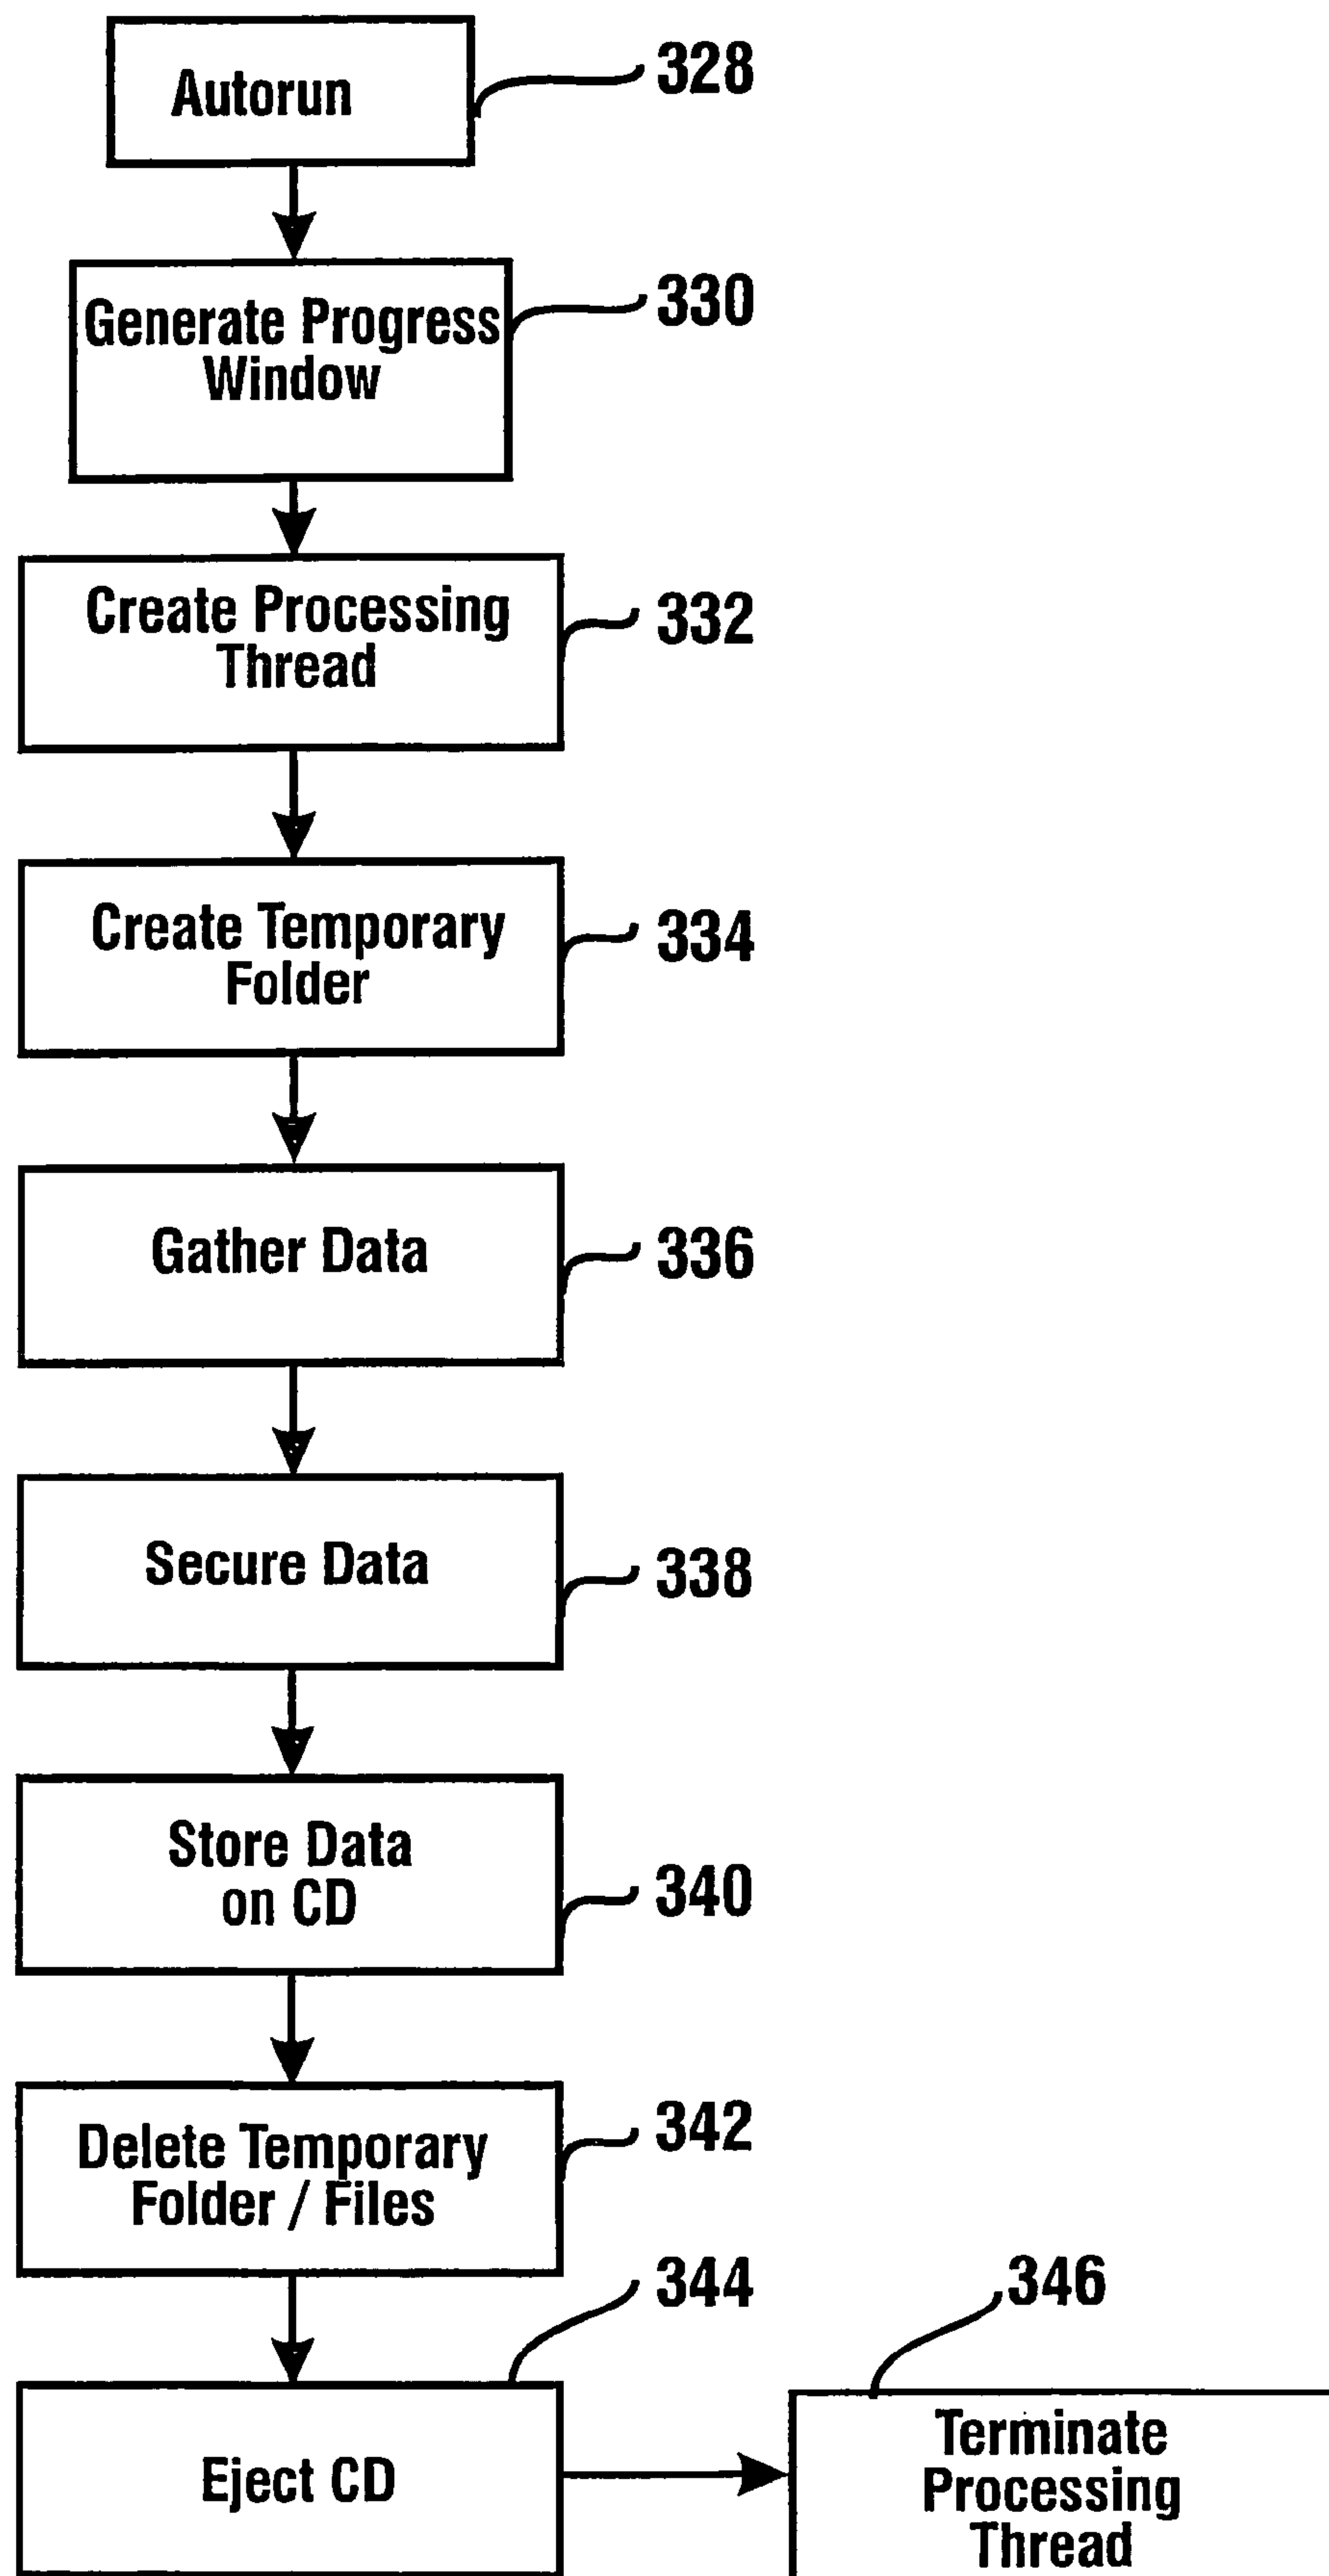 Autorun
328
Generate Progress
Window
330
Create Processing
Thread
332
Create Temporary
Folder
334
Gather Data
336
Secure Data
338
Store Data
on CD
340
Delete Temporary
Folder / Files
342
344
346
Eject CD
Terminate
Processing
Thread